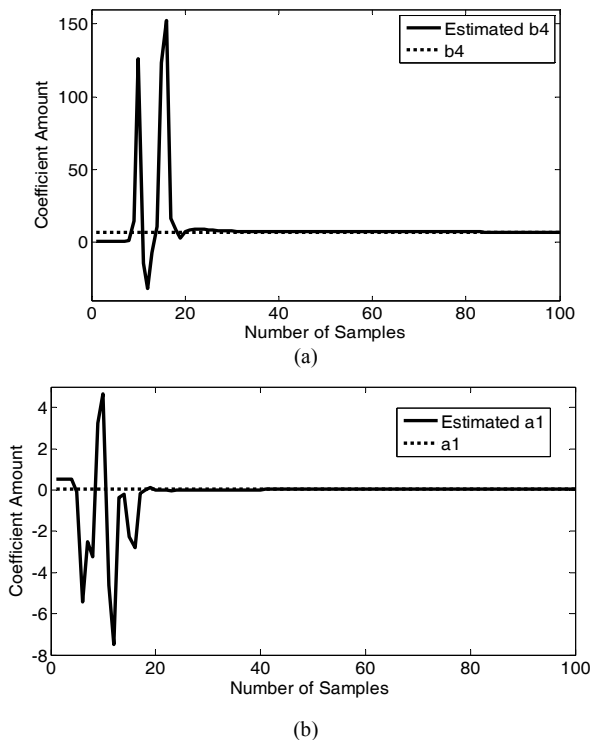 150
100
50
0
Coefficient Amount
Estimated b4
b4
0 20 40 60 80 100
Number of Samples
(a)
4
2
0
-2
-4
-6
-8
Coefficient Amount
Estimated a1
a1
0 20 40 60 80 100
Number of Samples
(b)